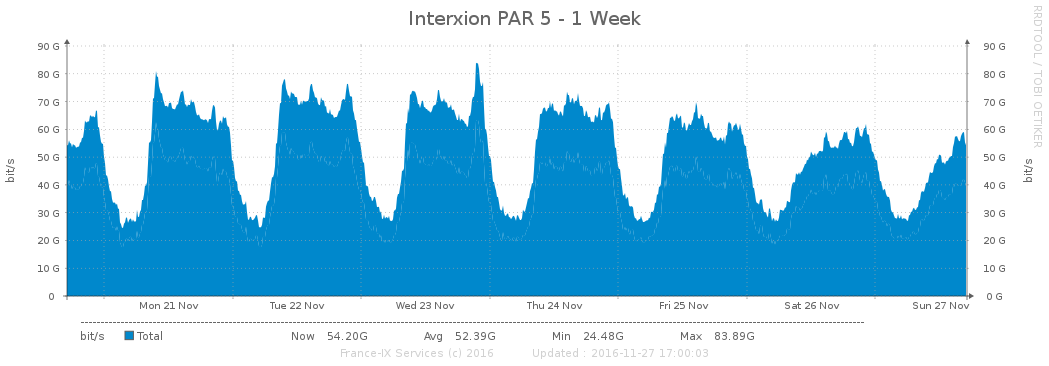 Interxion PAR 5 - 1 Week
RRDTOOL / TOBI OETIKER
90 G 90 G
80 G 80 G
70 G 70 G
60 G 60 G
50 G 50 G
40 G 40 G
30 G 30 G
20 G 20 G
10 G 10 G
0 0 G
bit/s
bit/s
Mon 21 Nov Tue 22 Nov Wed 23 Nov Thu 24 Nov Fri 25 Nov Sat 26 Nov Sun 27 Nov
bit/s Total Now 54.20G Avg 52.39G Min 24.48G Max 83.89G
France-IX Services (c) 2016 Updated : 2016-11-27 17:00:03